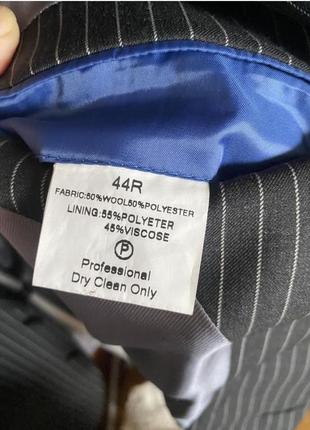 44R
FABRIC:50%WOOL50%POLYESTER
LINING:55%POLYETER
45%VISCOSE
P
Professional
Dry Clean Only